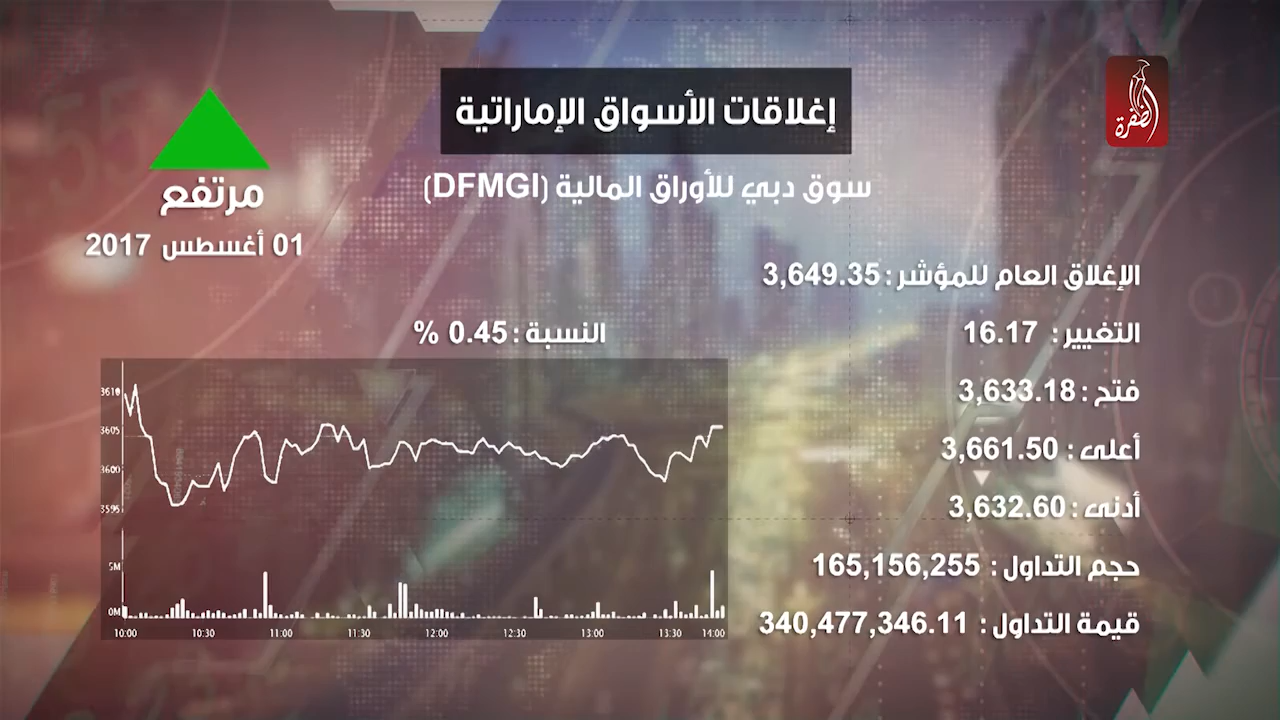 الظفرة
إغلاقات الأسواق الإماراتية
سوق دبي للأوراق المالية (DFMGI)
مرتفع
01 أغسطس 2017
الإغلاق العام للمؤشر : 3,649.35
التغيير : 16.17
النسبة : 0.45 %
فتح : 3,633.18
أعلى : 3,661.50
أدنى : 3,632.60
حجم التداول : 165,156,255
قيمة التداول : 340,477,346.11
3610
3605
3600
3595
5M
0M
10:00 10:30 11:00 11:30 12:00 12:30 13:00 13:30 14:00